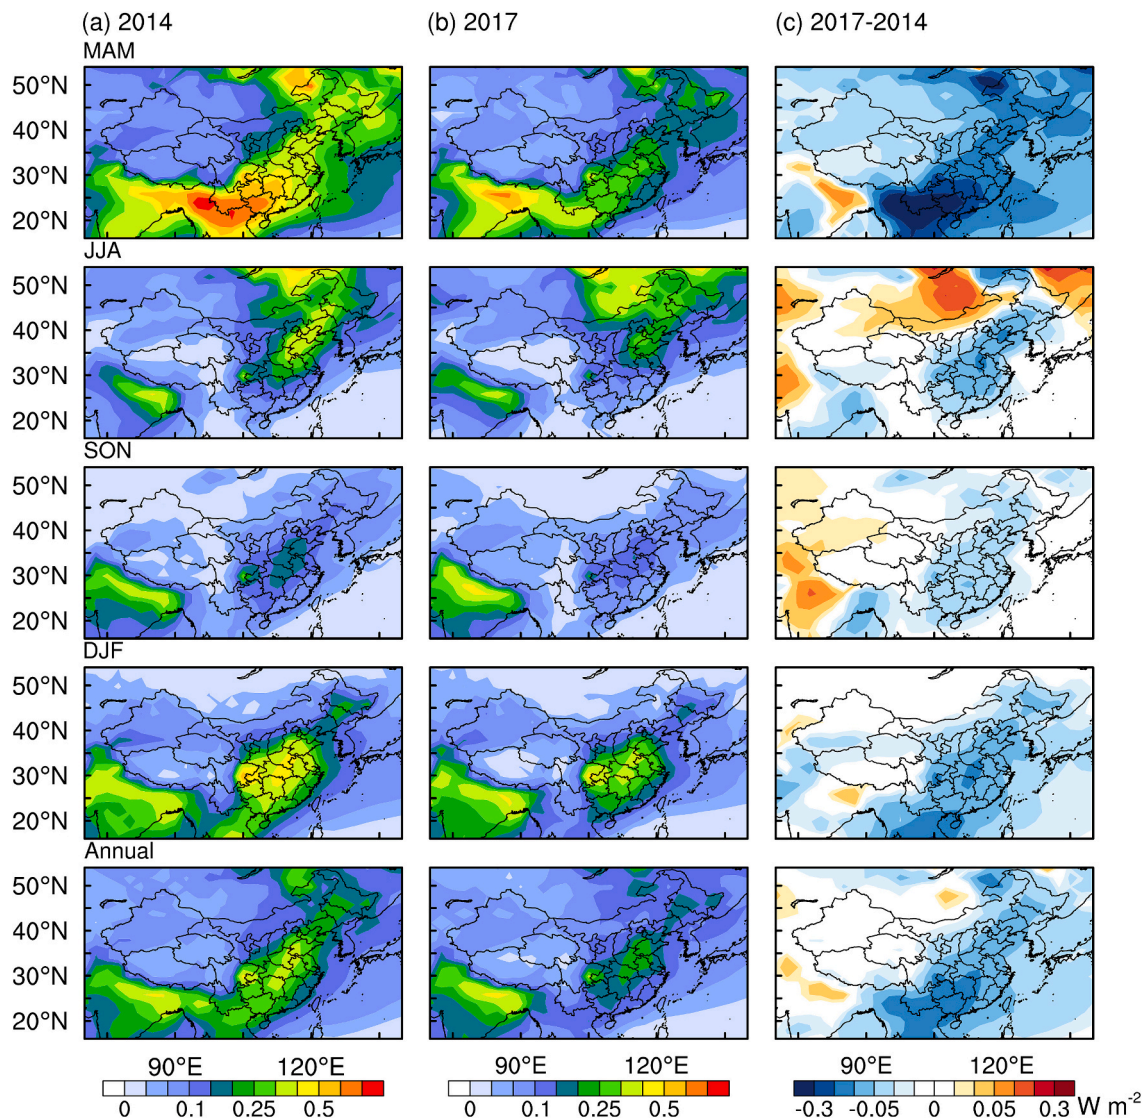 (a) 2014 (b) 2017 (c) 2017-2014
MAM
50°N
40°N
30°N
20°N
JJA
50°N
40°N
30°N
20°N
SON
50°N
40°N
30°N
20°N
DJF
50°N
40°N
30°N
20°N
Annual
50°N
40°N
30°N
20°N
90°E 120°E 90°E 120°E 90°E 120°E
0 0.1 0.25 0.5 0 0.1 0.25 0.5 -0.3 -0.05 0 0.05 0.3 W m⁻²